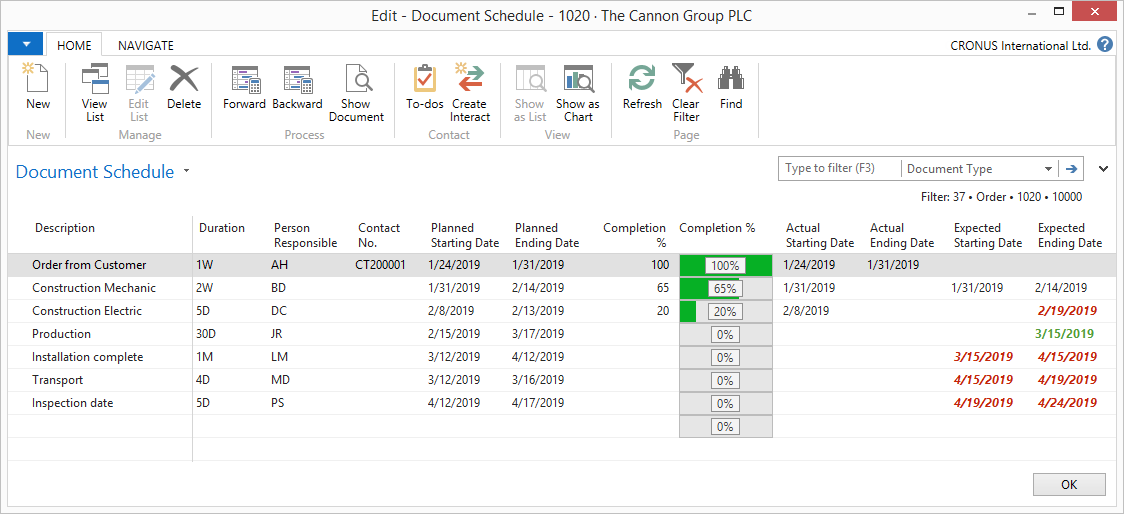 Edit - Document Schedule - 1020 · The Cannon Group PLC
HOME NAVIGATE CRONUS International Ltd. ?
New View List Edit List Delete Forward Backward Show Document To-dos Create Interact Show as List Show as Chart Refresh Clear Filter Find
New Manage Process Contact View Page
Document Schedule Type to filter (F3) Document Type
Filter: 37 • Order • 1020 • 10000
Description Duration Person Responsible Contact No. Planned Starting Date Planned Ending Date Completion % Completion % Actual Starting Date Actual Ending Date Expected Starting Date Expected Ending Date
Order from Customer 1W AH CT200001 1/24/2019 1/31/2019 100 100% 1/24/2019 1/31/2019
Construction Mechanic 2W BD 1/31/2019 2/14/2019 65 65% 1/31/2019 1/31/2019 2/14/2019
Construction Electric 5D DC 2/8/2019 2/13/2019 20 20% 2/8/2019 2/19/2019
Production 30D JR 2/15/2019 3/17/2019 0% 3/15/2019
Installation complete 1M LM 3/12/2019 4/12/2019 0% 3/15/2019 4/15/2019
Transport 4D MD 3/12/2019 3/16/2019 0% 4/15/2019 4/19/2019
Inspection date 5D PS 4/12/2019 4/17/2019 0% 4/19/2019 4/24/2019
0%
OK